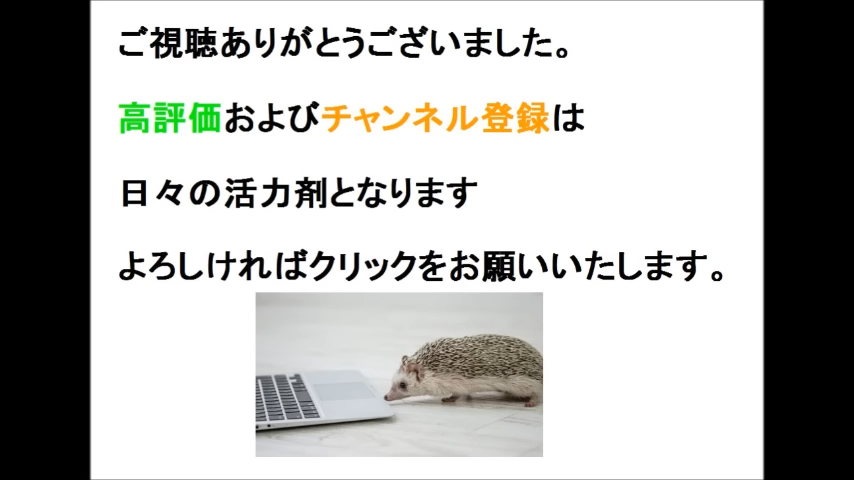 ご視聴ありがとうございました。
高評価およびチャンネル登録は
日々の活力剤となります
よろしければクリックをお願いいたします。